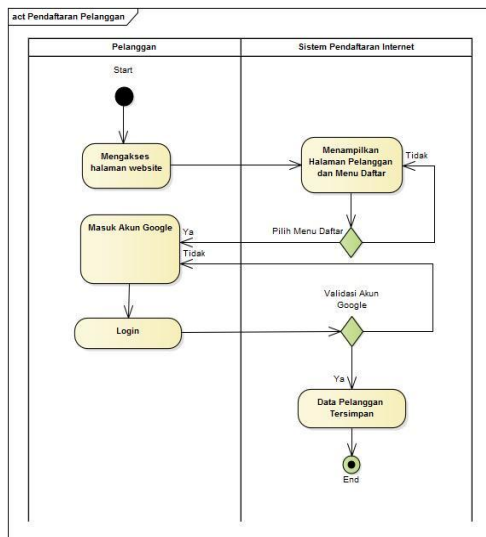 act Pendaftaran Pelanggan
Pelanggan
Sistem Pendaftaran Internet
Start
Mengakses
halaman website
Menampilkan
Halaman Pelanggan
dan Menu Daftar
Tidak
Pilih Menu Daftar
Ya
Masuk Akun Google
Tidak
Validasi Akun
Google
Login
Ya
Data Pelanggan
Tersimpan
End